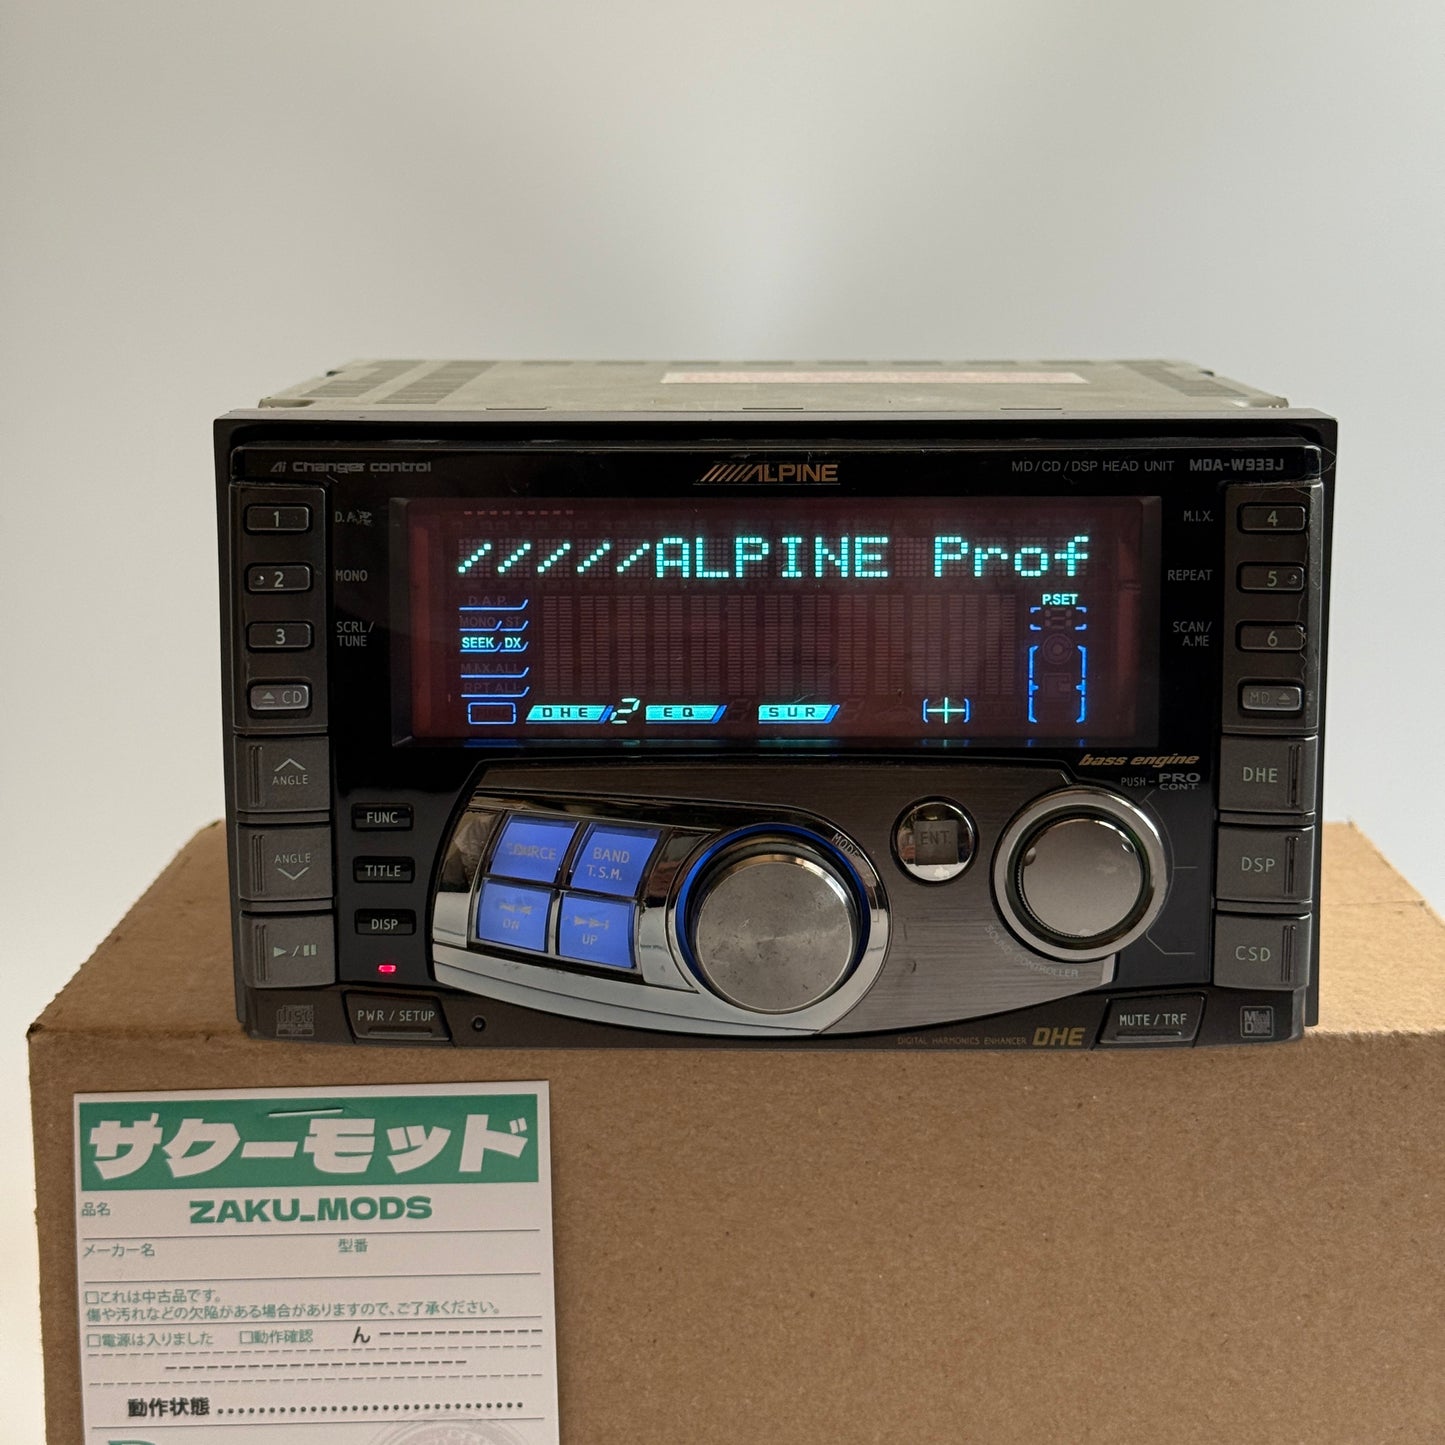 Ai Changer control
ALPINE
MD/CD/DSP HEAD UNIT MDA-W933J
1
2 MONO
3 SCRL/TUNE
CD
4 M.I.X.
5 REPEAT
6 SCAN/A.ME
MD
/////ALPINE Prof
D.A.P.
MONO ST
SEEK DX
M.I.X.ALL
RPT ALL
P.SET
DHE 2 EQ SUR
bass engine
PUSH-PRO CONT
ANGLE
ANGLE
FUNC
TITLE
DISP
SOURCE
BAND T.S.M.
DN
UP
MODE
ENT.
SOUND CONTROLLER
DHE
DSP
CSD
disc
PWR/SETUP
DIGITAL HARMONICS ENHANCER DHE
MUTE/TRF
Mini Disc
ザクーモッド
品名 ZAKU_MODS
メーカー名 型番
□これは中古品です。
傷や汚れなどの欠陥がある場合がありますので、ご了承ください。
□電源は入りました □動作確認 ん
動作状態